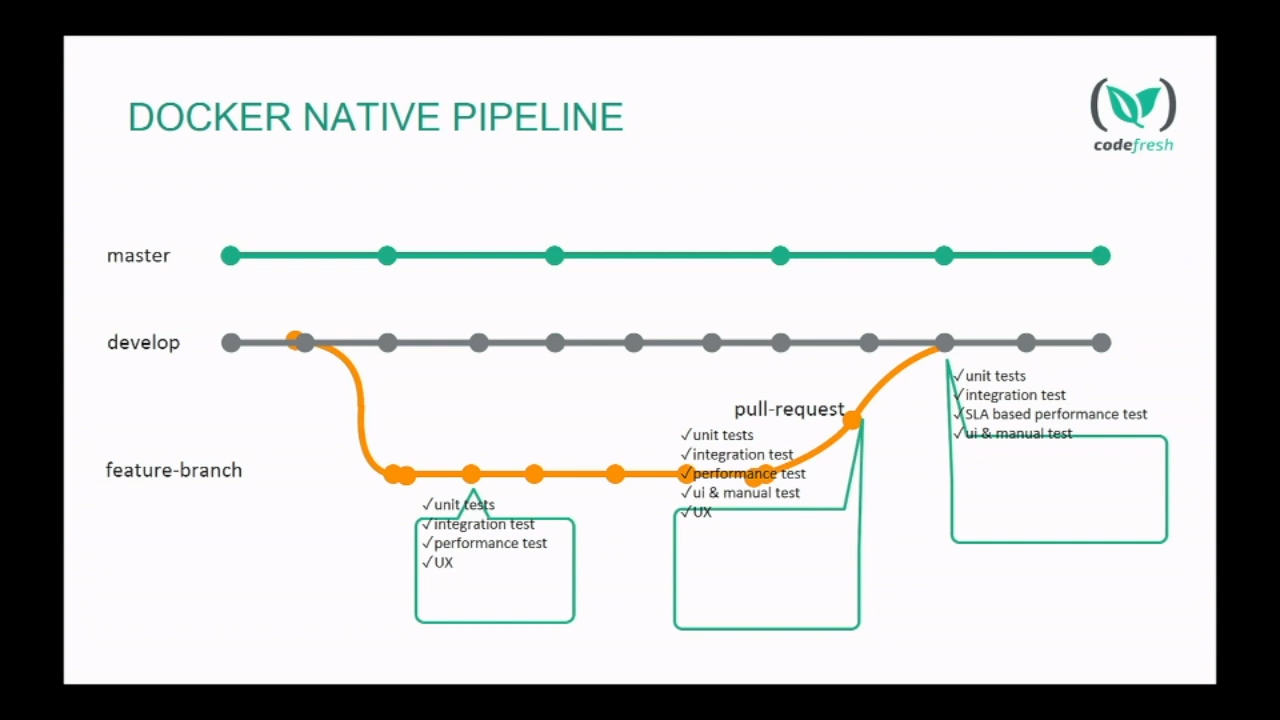 DOCKER NATIVE PIPELINE
codefresh
master
develop
feature-branch
✓unit tests
✓integration test
✓performance test
✓UX
pull-request
✓unit tests
✓integration test
✓performance test
✓ui & manual test
✓UX
✓unit tests
✓integration test
✓SLA based performance test
✓ui & manual test